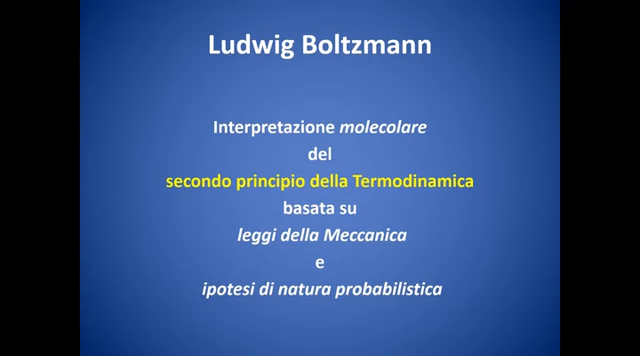 Ludwig Boltzmann
Interpretazione molecolare
del
secondo principio della Termodinamica
basata su
leggi della Meccanica
e
ipotesi di natura probabilistica